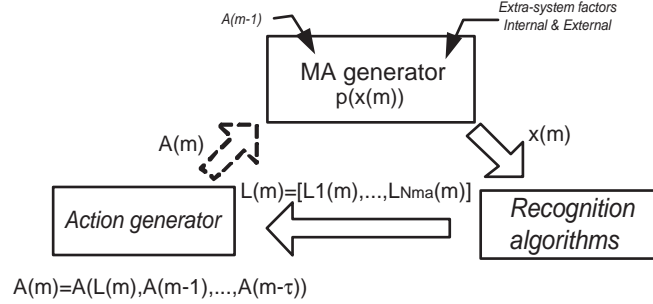 A(m-1)
Extra-system factors
Internal & External
MA generator
p(x(m))
A(m)
x(m)
L(m)=[L1(m),...,LNma(m)]
Action generator
Recognition
algorithms
A(m)=A(L(m),A(m-1),...,A(m-τ))